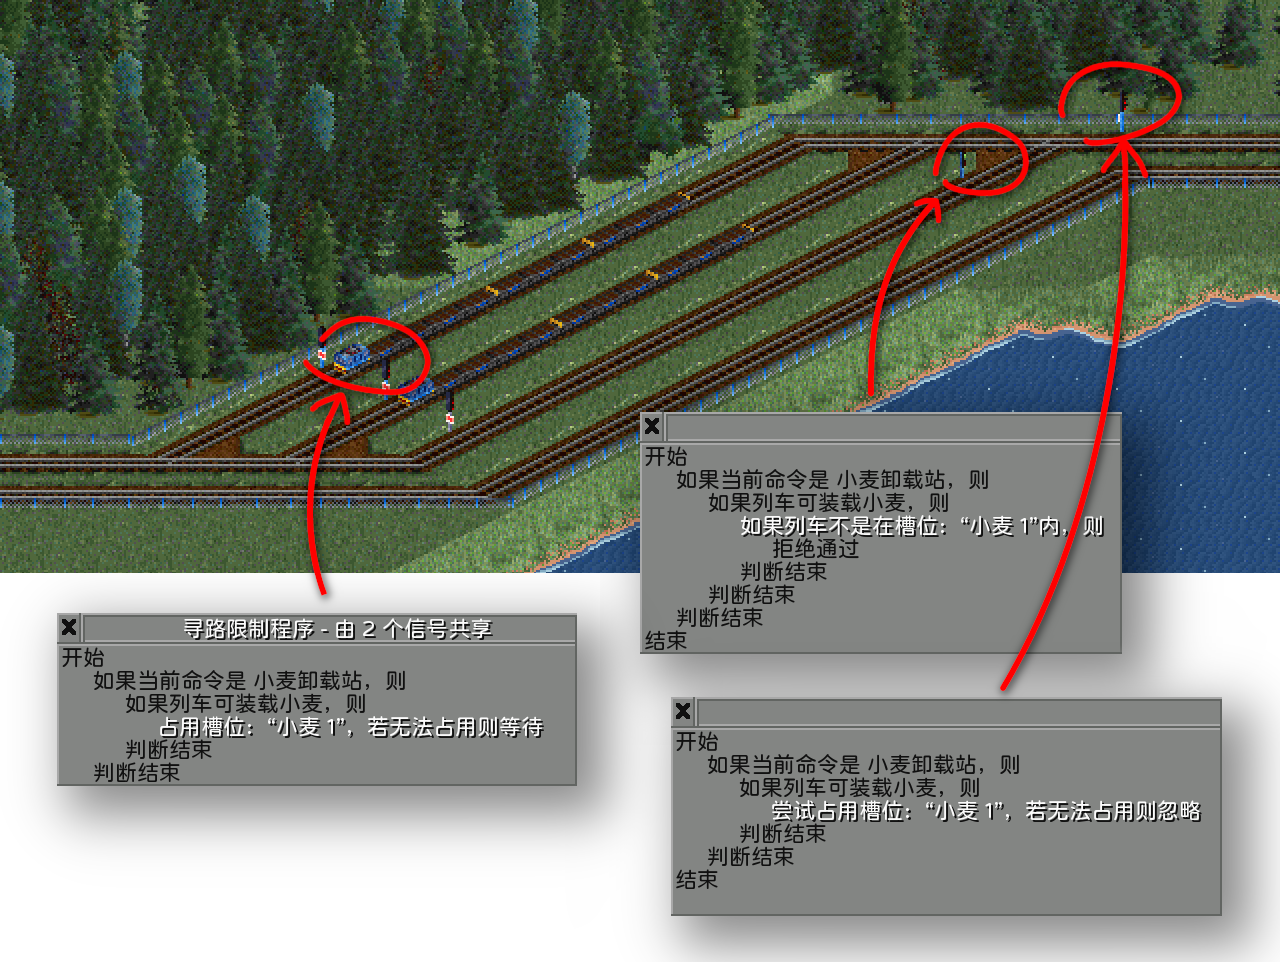 开始
如果当前命令是 小麦卸载站，则
如果列车可装载小麦，则
如果列车不是在槽位：“小麦 1”内，则
拒绝通过
判断结束
判断结束
判断结束
结束
寻路限制程序 - 由 2 个信号共享
开始
如果当前命令是 小麦卸载站，则
如果列车可装载小麦，则
占用槽位：“小麦 1”，若无法占用则等待
判断结束
判断结束
开始
如果当前命令是 小麦卸载站，则
如果列车可装载小麦，则
尝试占用槽位：“小麦 1”，若无法占用则忽略
判断结束
判断结束
结束